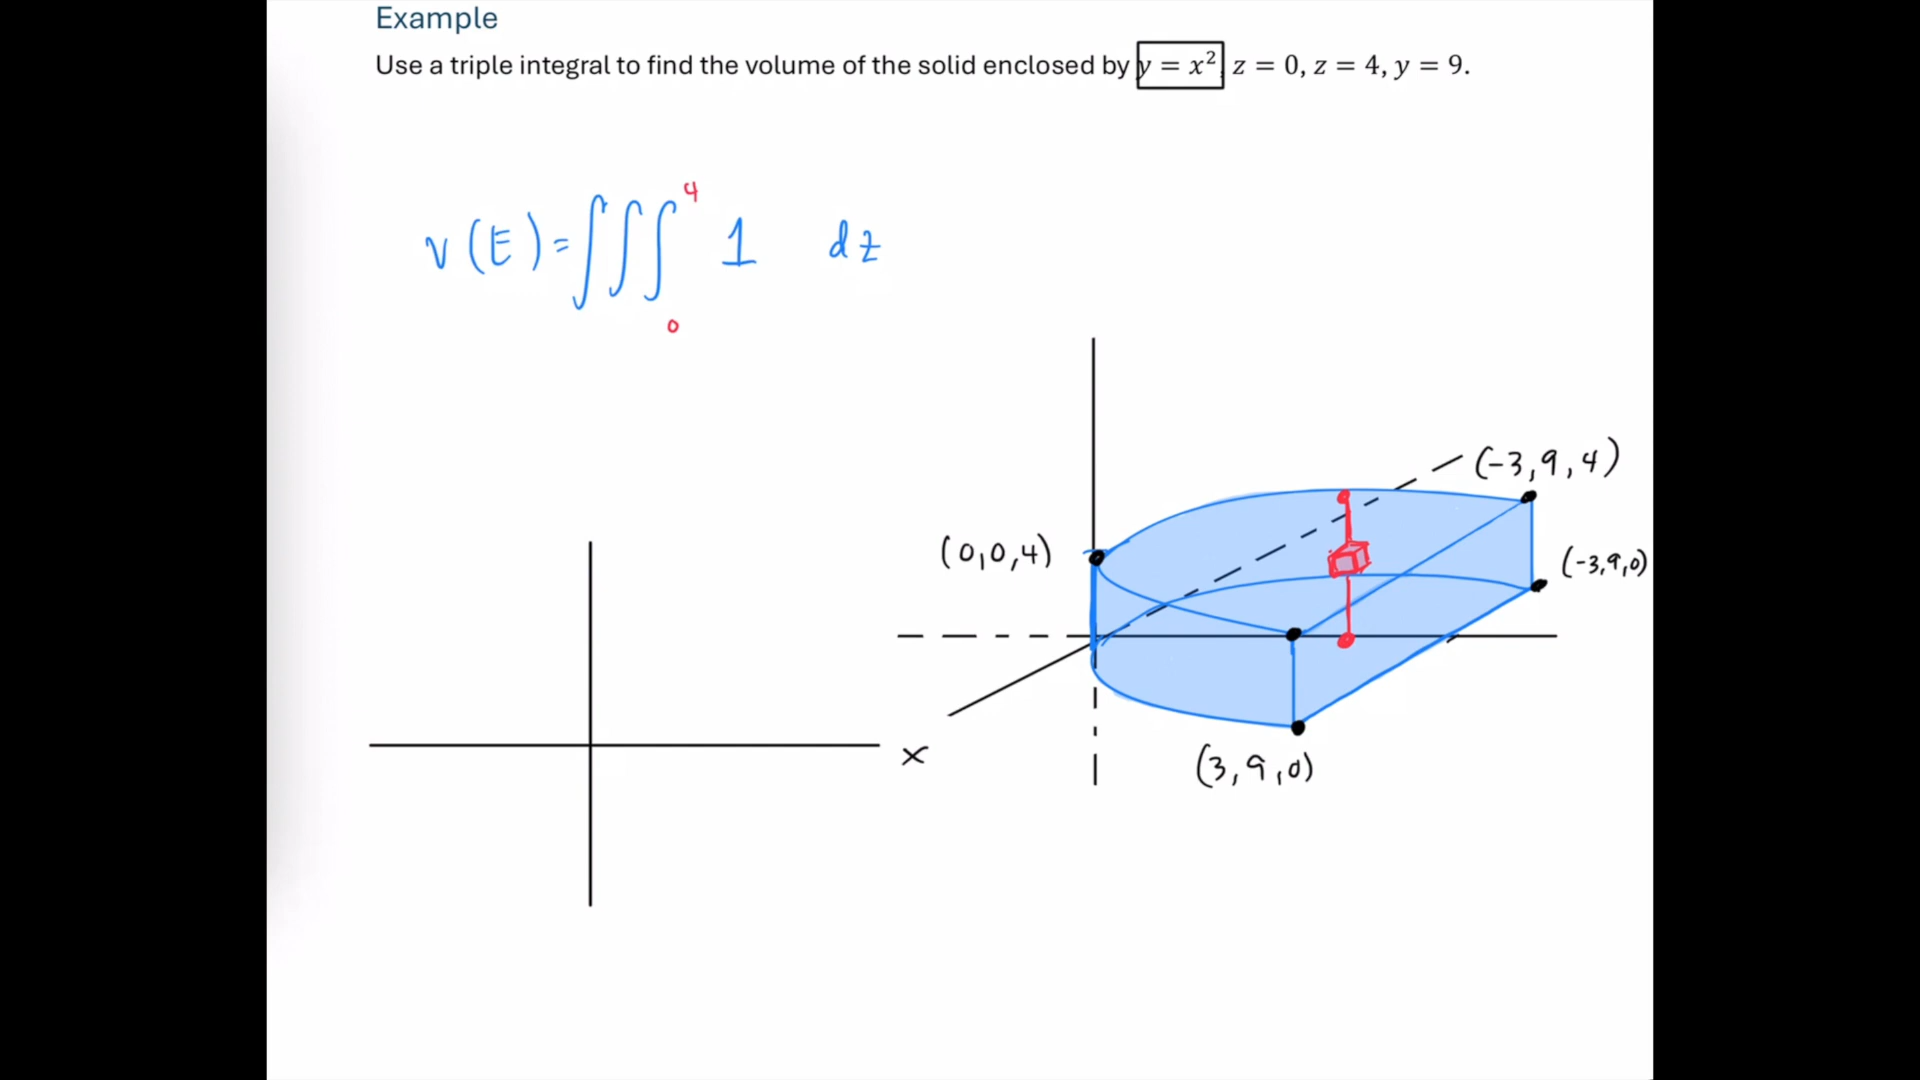 Example
Use a triple integral to find the volume of the solid enclosed by y = x², z = 0, z = 4, y = 9.
4
V(E) = ∫∫∫ 1 dz
0
(-3,9,4)
(0,0,4)
(-3,9,0)
x
(3,9,0)